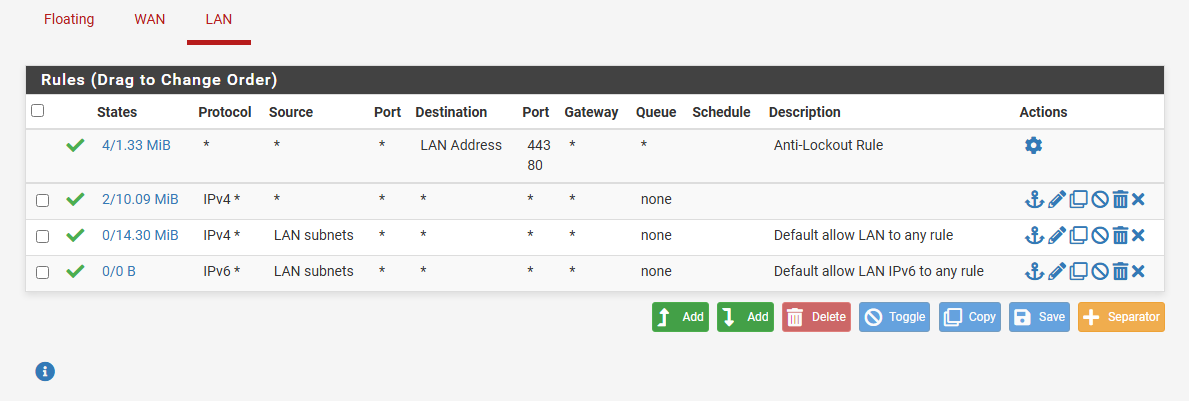 Floating WAN LAN
Rules (Drag to Change Order)
States Protocol Source Port Destination Port Gateway Queue Schedule Description Actions
4/1.33 MiB * * * LAN Address 443 * * Anti-Lockout Rule
80
2/10.09 MiB IPv4 * * * * * * none
0/14.30 MiB IPv4 * LAN subnets * * * * none Default allow LAN to any rule
0/0 B IPv6 * LAN subnets * * * * none Default allow LAN IPv6 to any rule
Add Add Delete Toggle Copy Save Separator